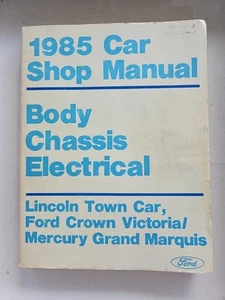 1985 Car
Shop Manual
Body
Chassis
Electrical
Lincoln Town Car,
Ford Crown Victoria/
Mercury Grand Marquis
Ford